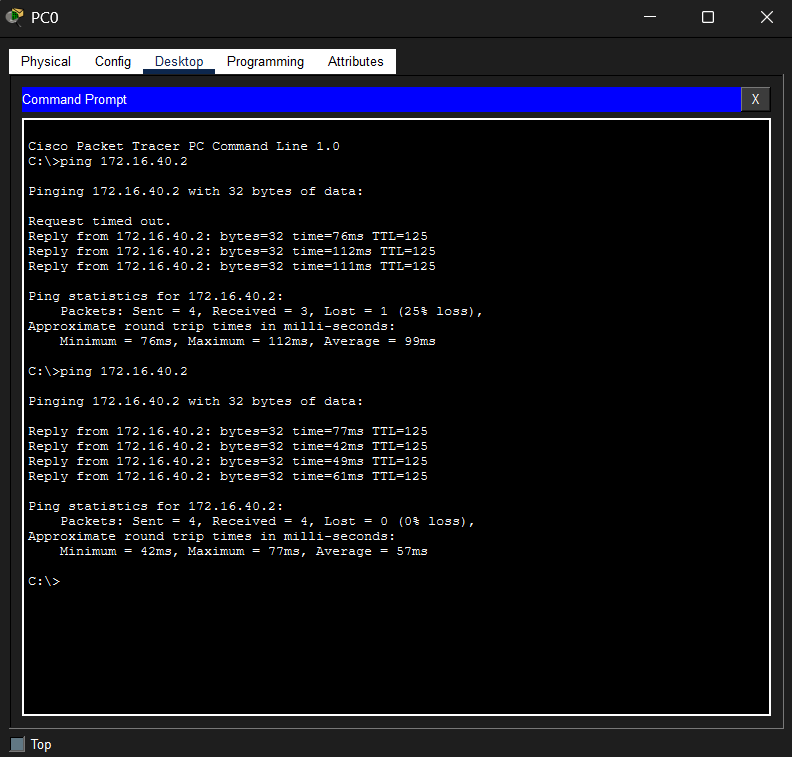 PC0
Physical Config Desktop Programming Attributes
Command Prompt X
Cisco Packet Tracer PC Command Line 1.0
C:\>ping 172.16.40.2
Pinging 172.16.40.2 with 32 bytes of data:
Request timed out.
Reply from 172.16.40.2: bytes=32 time=76ms TTL=125
Reply from 172.16.40.2: bytes=32 time=112ms TTL=125
Reply from 172.16.40.2: bytes=32 time=111ms TTL=125
Ping statistics for 172.16.40.2:
    Packets: Sent = 4, Received = 3, Lost = 1 (25% loss),
Approximate round trip times in milli-seconds:
    Minimum = 76ms, Maximum = 112ms, Average = 99ms
C:\>ping 172.16.40.2
Pinging 172.16.40.2 with 32 bytes of data:
Reply from 172.16.40.2: bytes=32 time=77ms TTL=125
Reply from 172.16.40.2: bytes=32 time=42ms TTL=125
Reply from 172.16.40.2: bytes=32 time=49ms TTL=125
Reply from 172.16.40.2: bytes=32 time=61ms TTL=125
Ping statistics for 172.16.40.2:
    Packets: Sent = 4, Received = 4, Lost = 0 (0% loss),
Approximate round trip times in milli-seconds:
    Minimum = 42ms, Maximum = 77ms, Average = 57ms
C:\>
Top